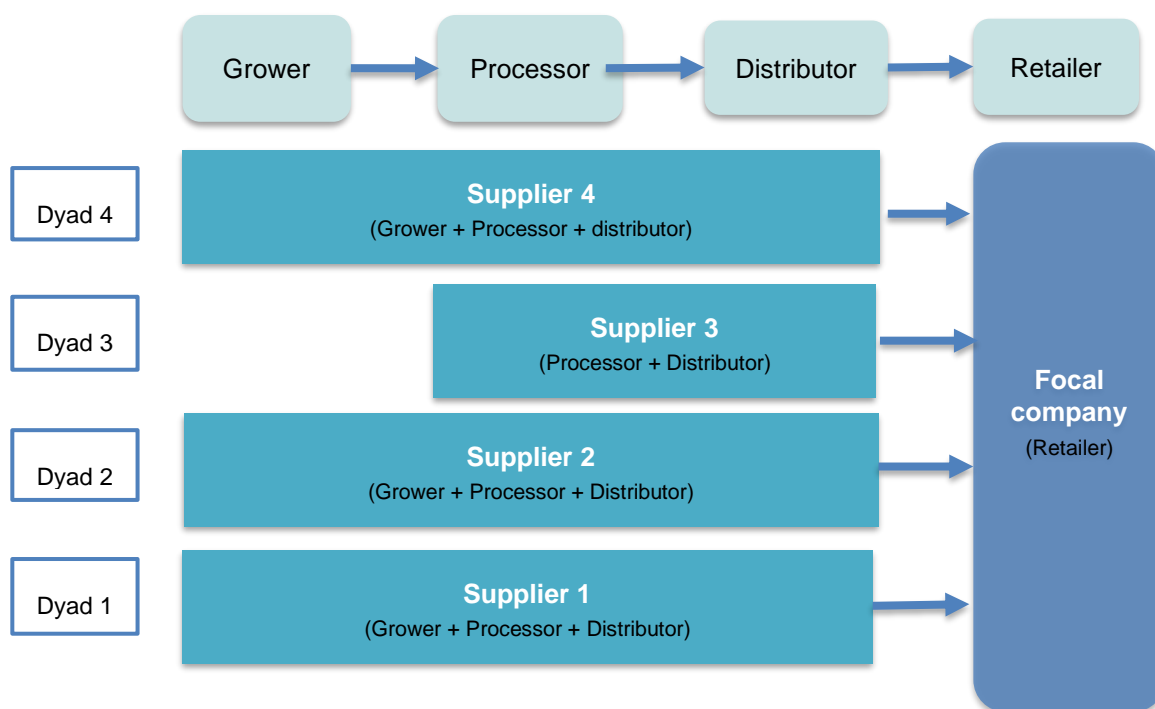 Grower
Processor
Distributor
Retailer
Dyad 4
Supplier 4
(Grower + Processor + distributor)
Dyad 3
Supplier 3
(Processor + Distributor)
Focal
company
(Retailer)
Dyad 2
Supplier 2
(Grower + Processor + Distributor)
Dyad 1
Supplier 1
(Grower + Processor + Distributor)